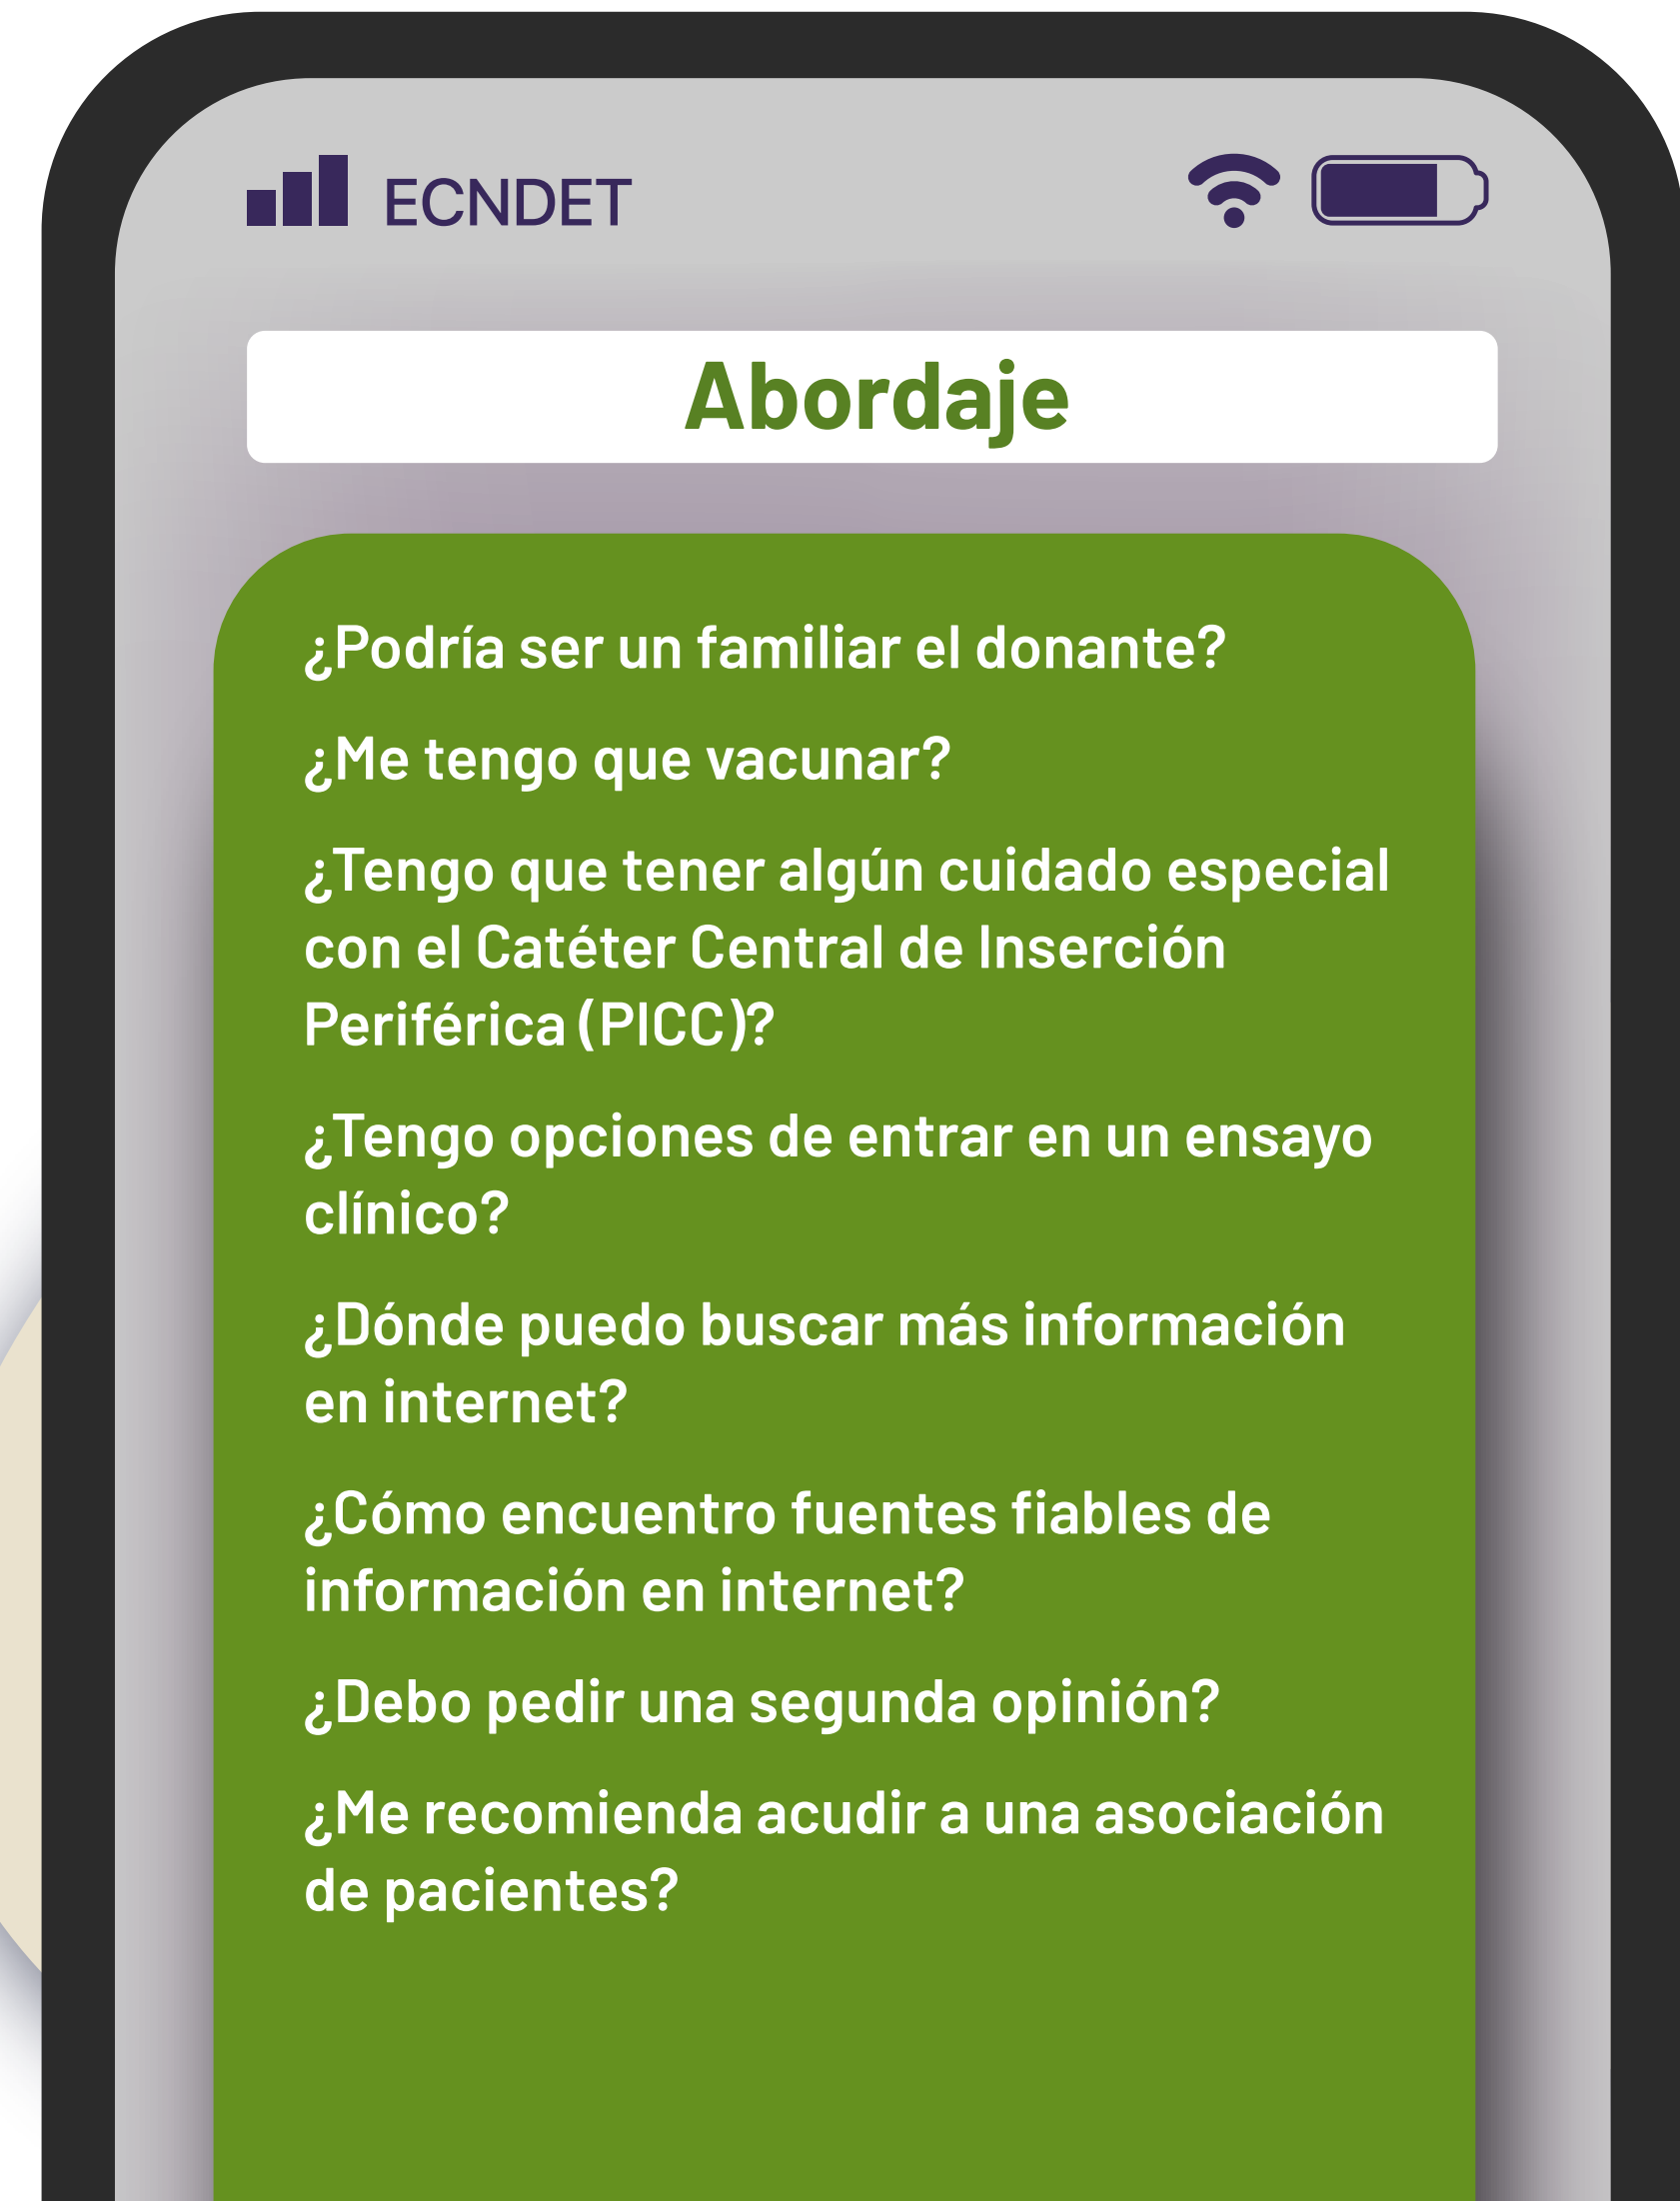 ECNDET
Abordaje
¿Podría ser un familiar el donante?
¿Me tengo que vacunar?
¿Tengo que tener algún cuidado especial
con el Catéter Central de Inserción
Periférica (PICC)?
¿Tengo opciones de entrar en un ensayo
clínico?
¿Dónde puedo buscar más información
en internet?
¿Cómo encuentro fuentes fiables de
información en internet?
¿Debo pedir una segunda opinión?
¿Me recomienda acudir a una asociación
de pacientes?